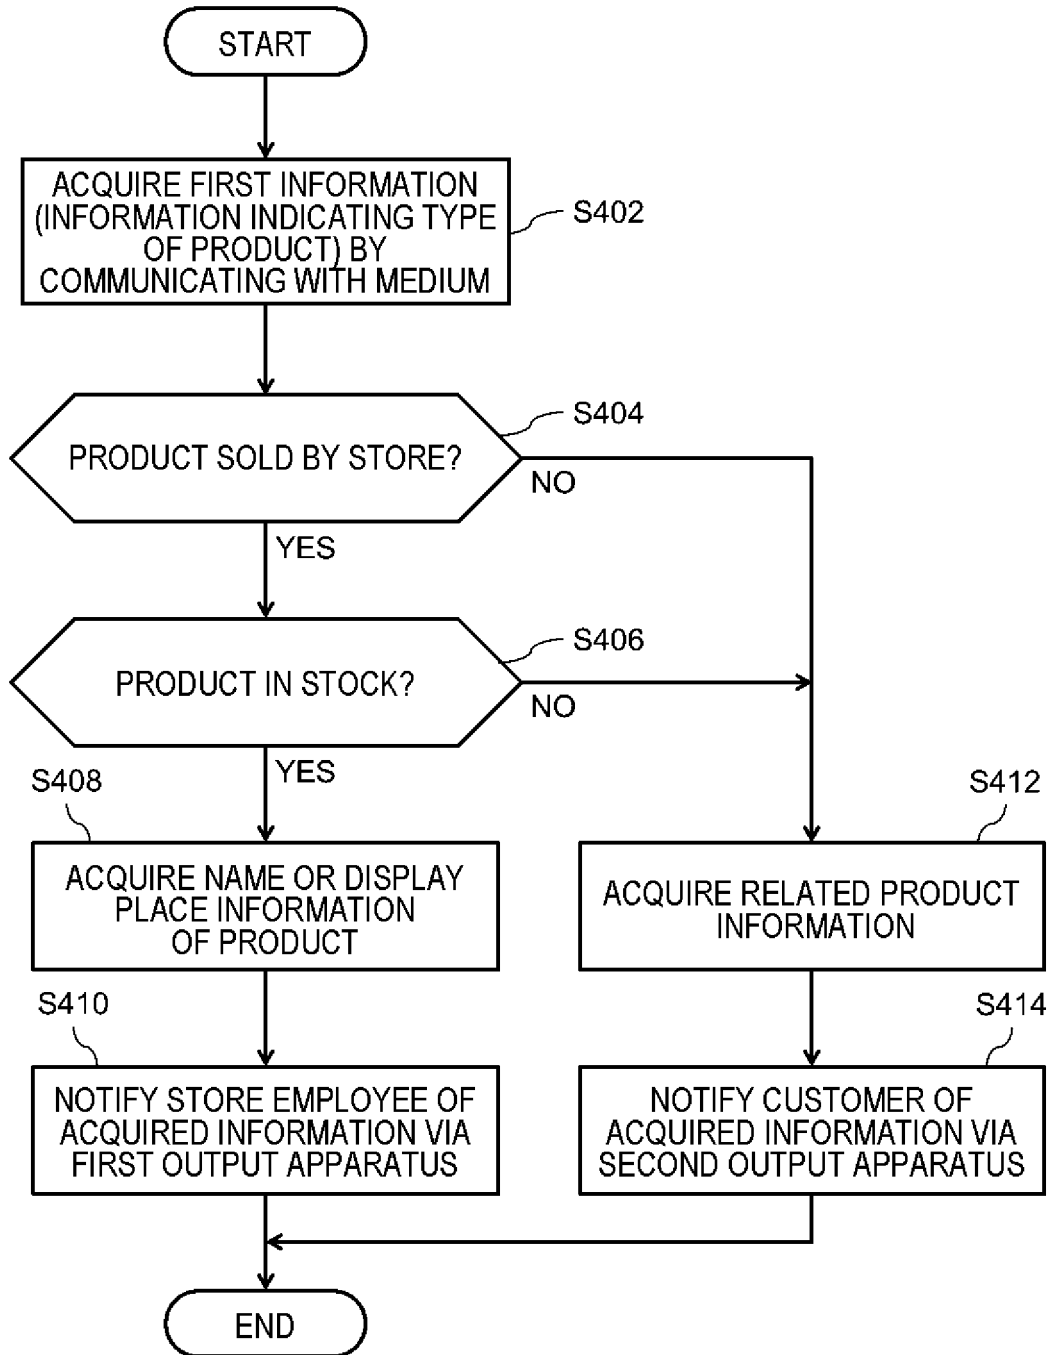 START
ACQUIRE FIRST INFORMATION
(INFORMATION INDICATING TYPE
OF PRODUCT) BY
COMMUNICATING WITH MEDIUM
S402
S404
PRODUCT SOLD BY STORE?
NO
YES
S406
PRODUCT IN STOCK?
NO
YES
S408
ACQUIRE NAME OR DISPLAY
PLACE INFORMATION
OF PRODUCT
S412
ACQUIRE RELATED PRODUCT
INFORMATION
S410
NOTIFY STORE EMPLOYEE OF
ACQUIRED INFORMATION VIA
FIRST OUTPUT APPARATUS
S414
NOTIFY CUSTOMER OF
ACQUIRED INFORMATION VIA
SECOND OUTPUT APPARATUS
END